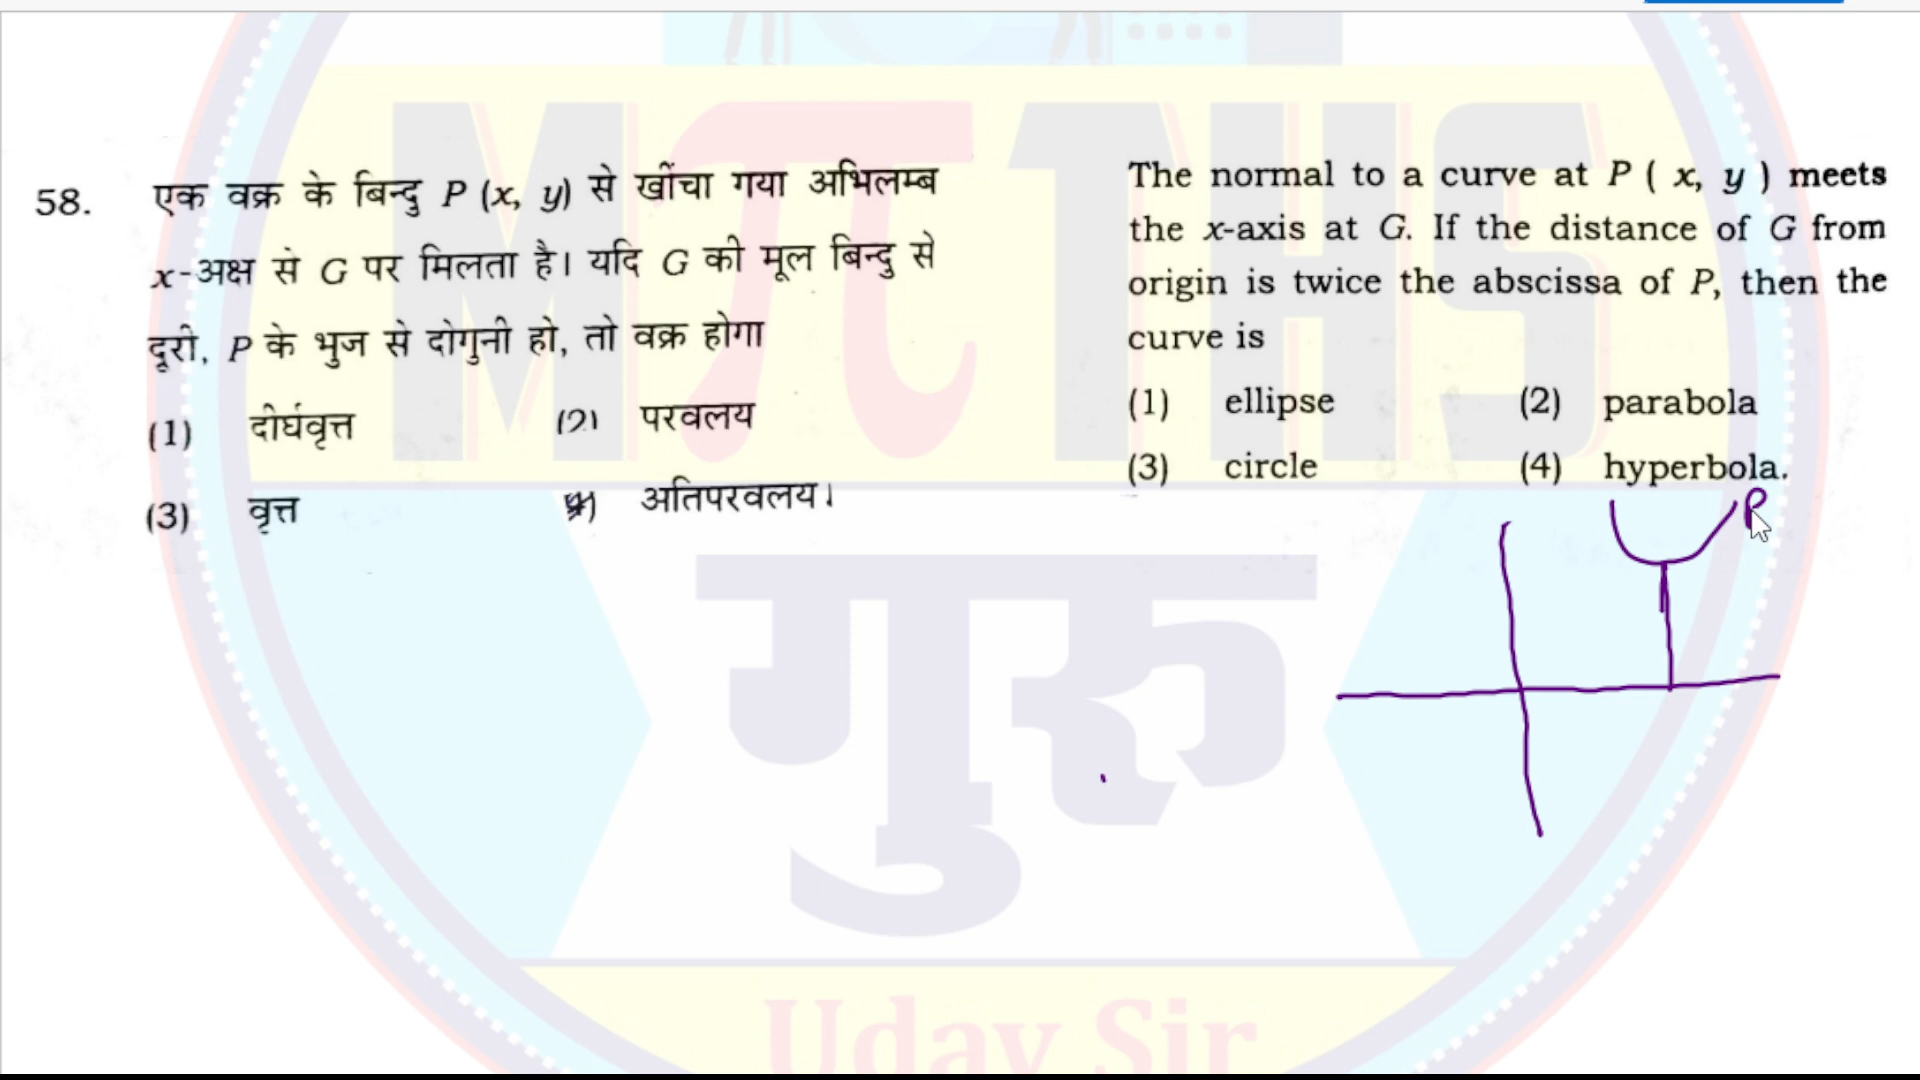 58. एक वक्र के बिन्दु P (x, y) से खींचा गया अभिलम्ब
x-अक्ष से G पर मिलता है। यदि G की मूल बिन्दु से
दूरी, P के भुज से दोगुनी हो, तो वक्र होगा
(1) दीर्घवृत्त (2) परवलय
(3) वृत्त (4) अतिपरवलय।
The normal to a curve at P ( x, y ) meets
the x-axis at G. If the distance of G from
origin is twice the abscissa of P, then the
curve is
(1) ellipse (2) parabola
(3) circle (4) hyperbola.
P
MπTHS
गुरु
Uday Sir